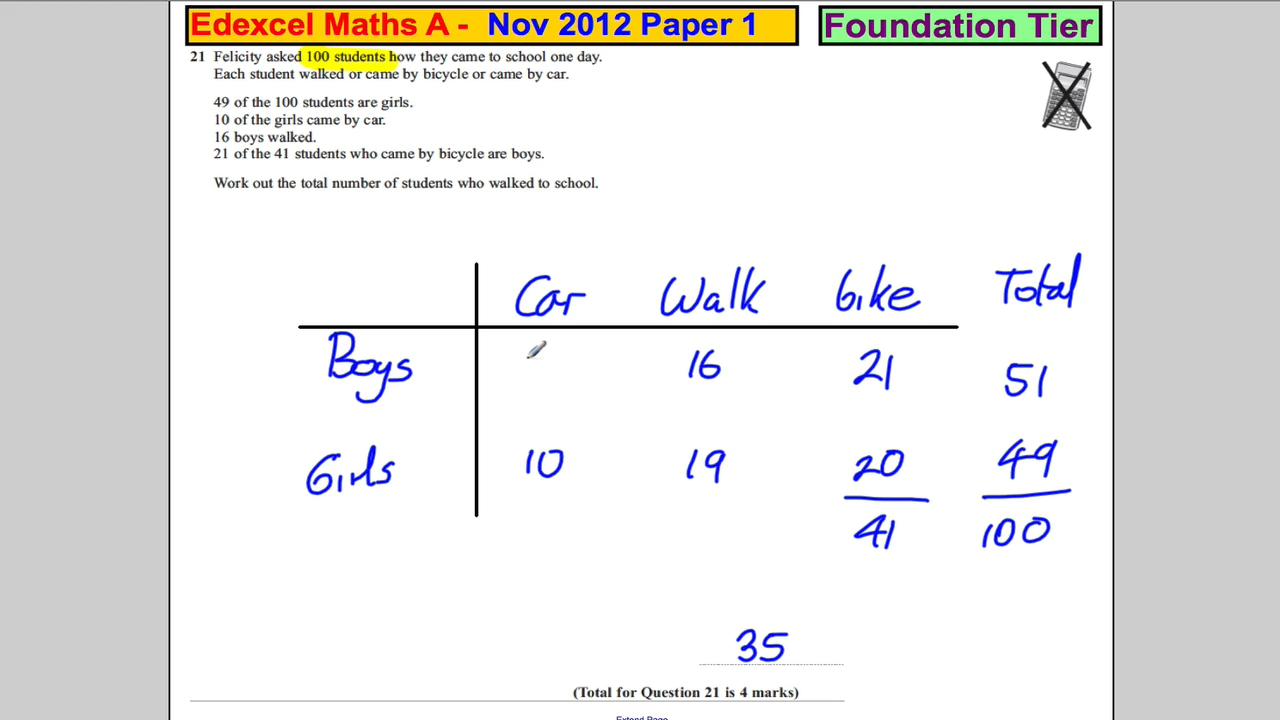 Edexcel Maths A - Nov 2012 Paper 1
Foundation Tier
21 Felicity asked 100 students how they came to school one day.
Each student walked or came by bicycle or came by car.
49 of the 100 students are girls.
10 of the girls came by car.
16 boys walked.
21 of the 41 students who came by bicycle are boys.
Work out the total number of students who walked to school.
Car Walk bike Total
Boys 16 21 51
Girls 10 19 20 49
41 100
35
(Total for Question 21 is 4 marks)
Extend Page